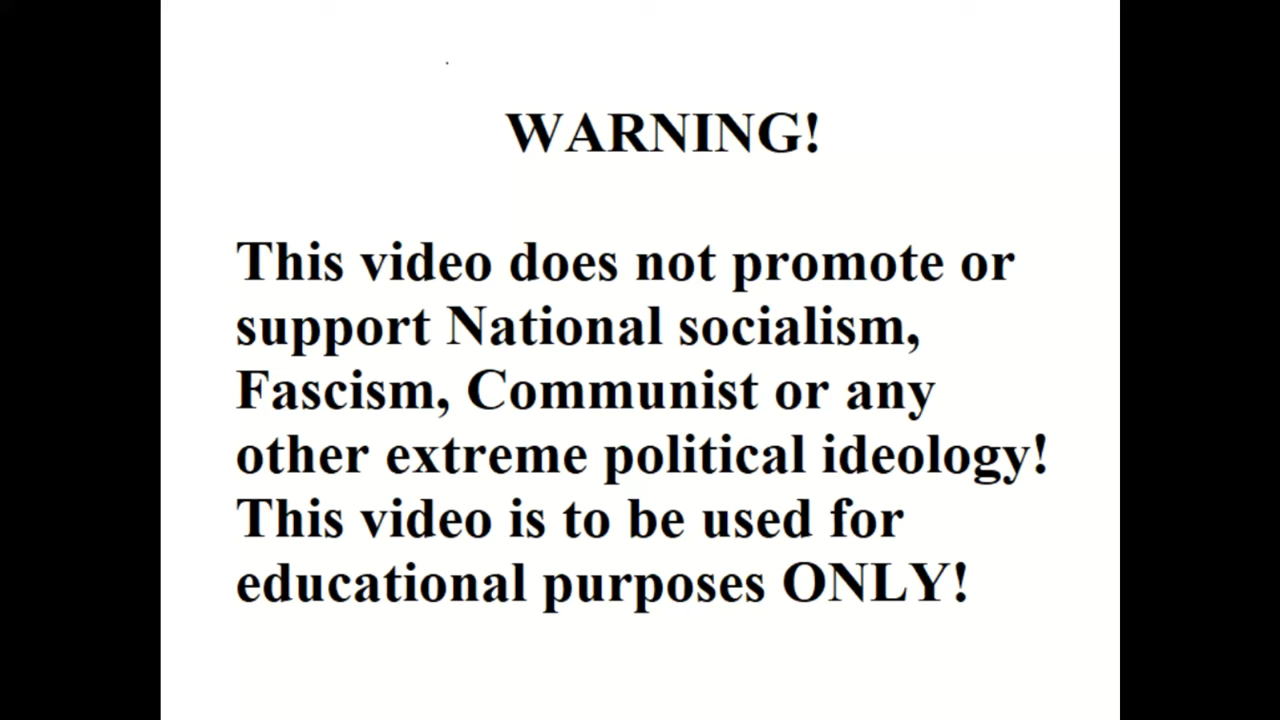 WARNING!
This video does not promote or
support National socialism,
Fascism, Communist or any
other extreme political ideology!
This video is to be used for
educational purposes ONLY!